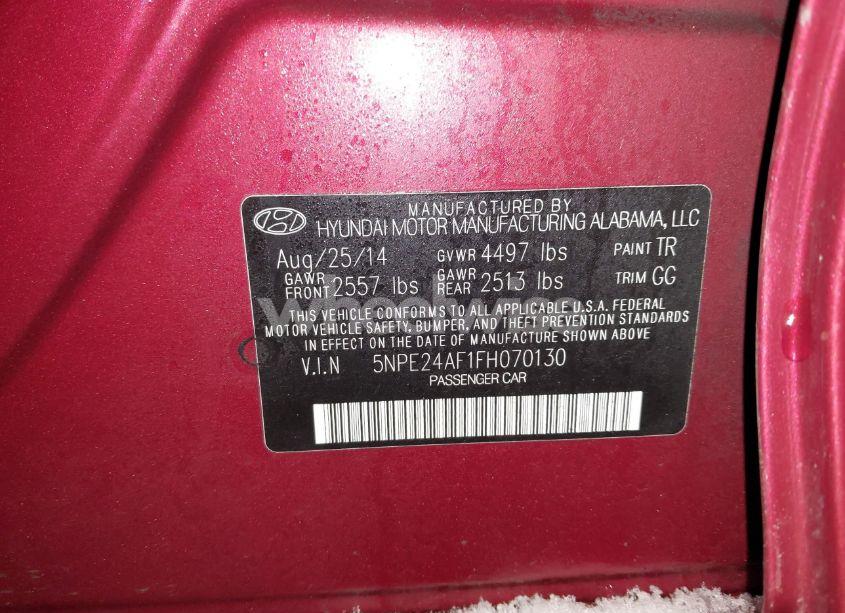 MANUFACTURED BY
HYUNDAI MOTOR MANUFACTURING ALABAMA, LLC
Aug/25/14 GVWR 4497 lbs PAINT TR
GAWR FRONT 2557 lbs GAWR REAR 2513 lbs TRIM GG
THIS VEHICLE CONFORMS TO ALL APPLICABLE U.S.A. FEDERAL
MOTOR VEHICLE SAFETY, BUMPER, AND THEFT PREVENTION STANDARDS
IN EFFECT ON THE DATE OF MANUFACTURE SHOWN ABOVE
V.I.N 5NPE24AF1FH070130
PASSENGER CAR